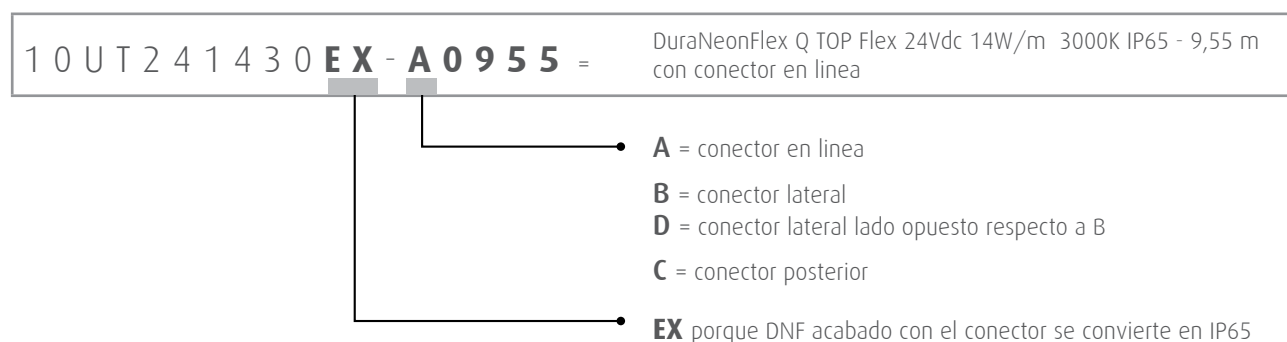 10UT241430EX-A0955 =
DuraNeonFlex Q TOP Flex 24Vdc 14W/m 3000K IP65 - 9,55 m
con conector en linea
A = conector en linea
B = conector lateral
D = conector lateral lado opuesto respecto a B
C = conector posterior
EX porque DNF acabado con el conector se convierte en IP65